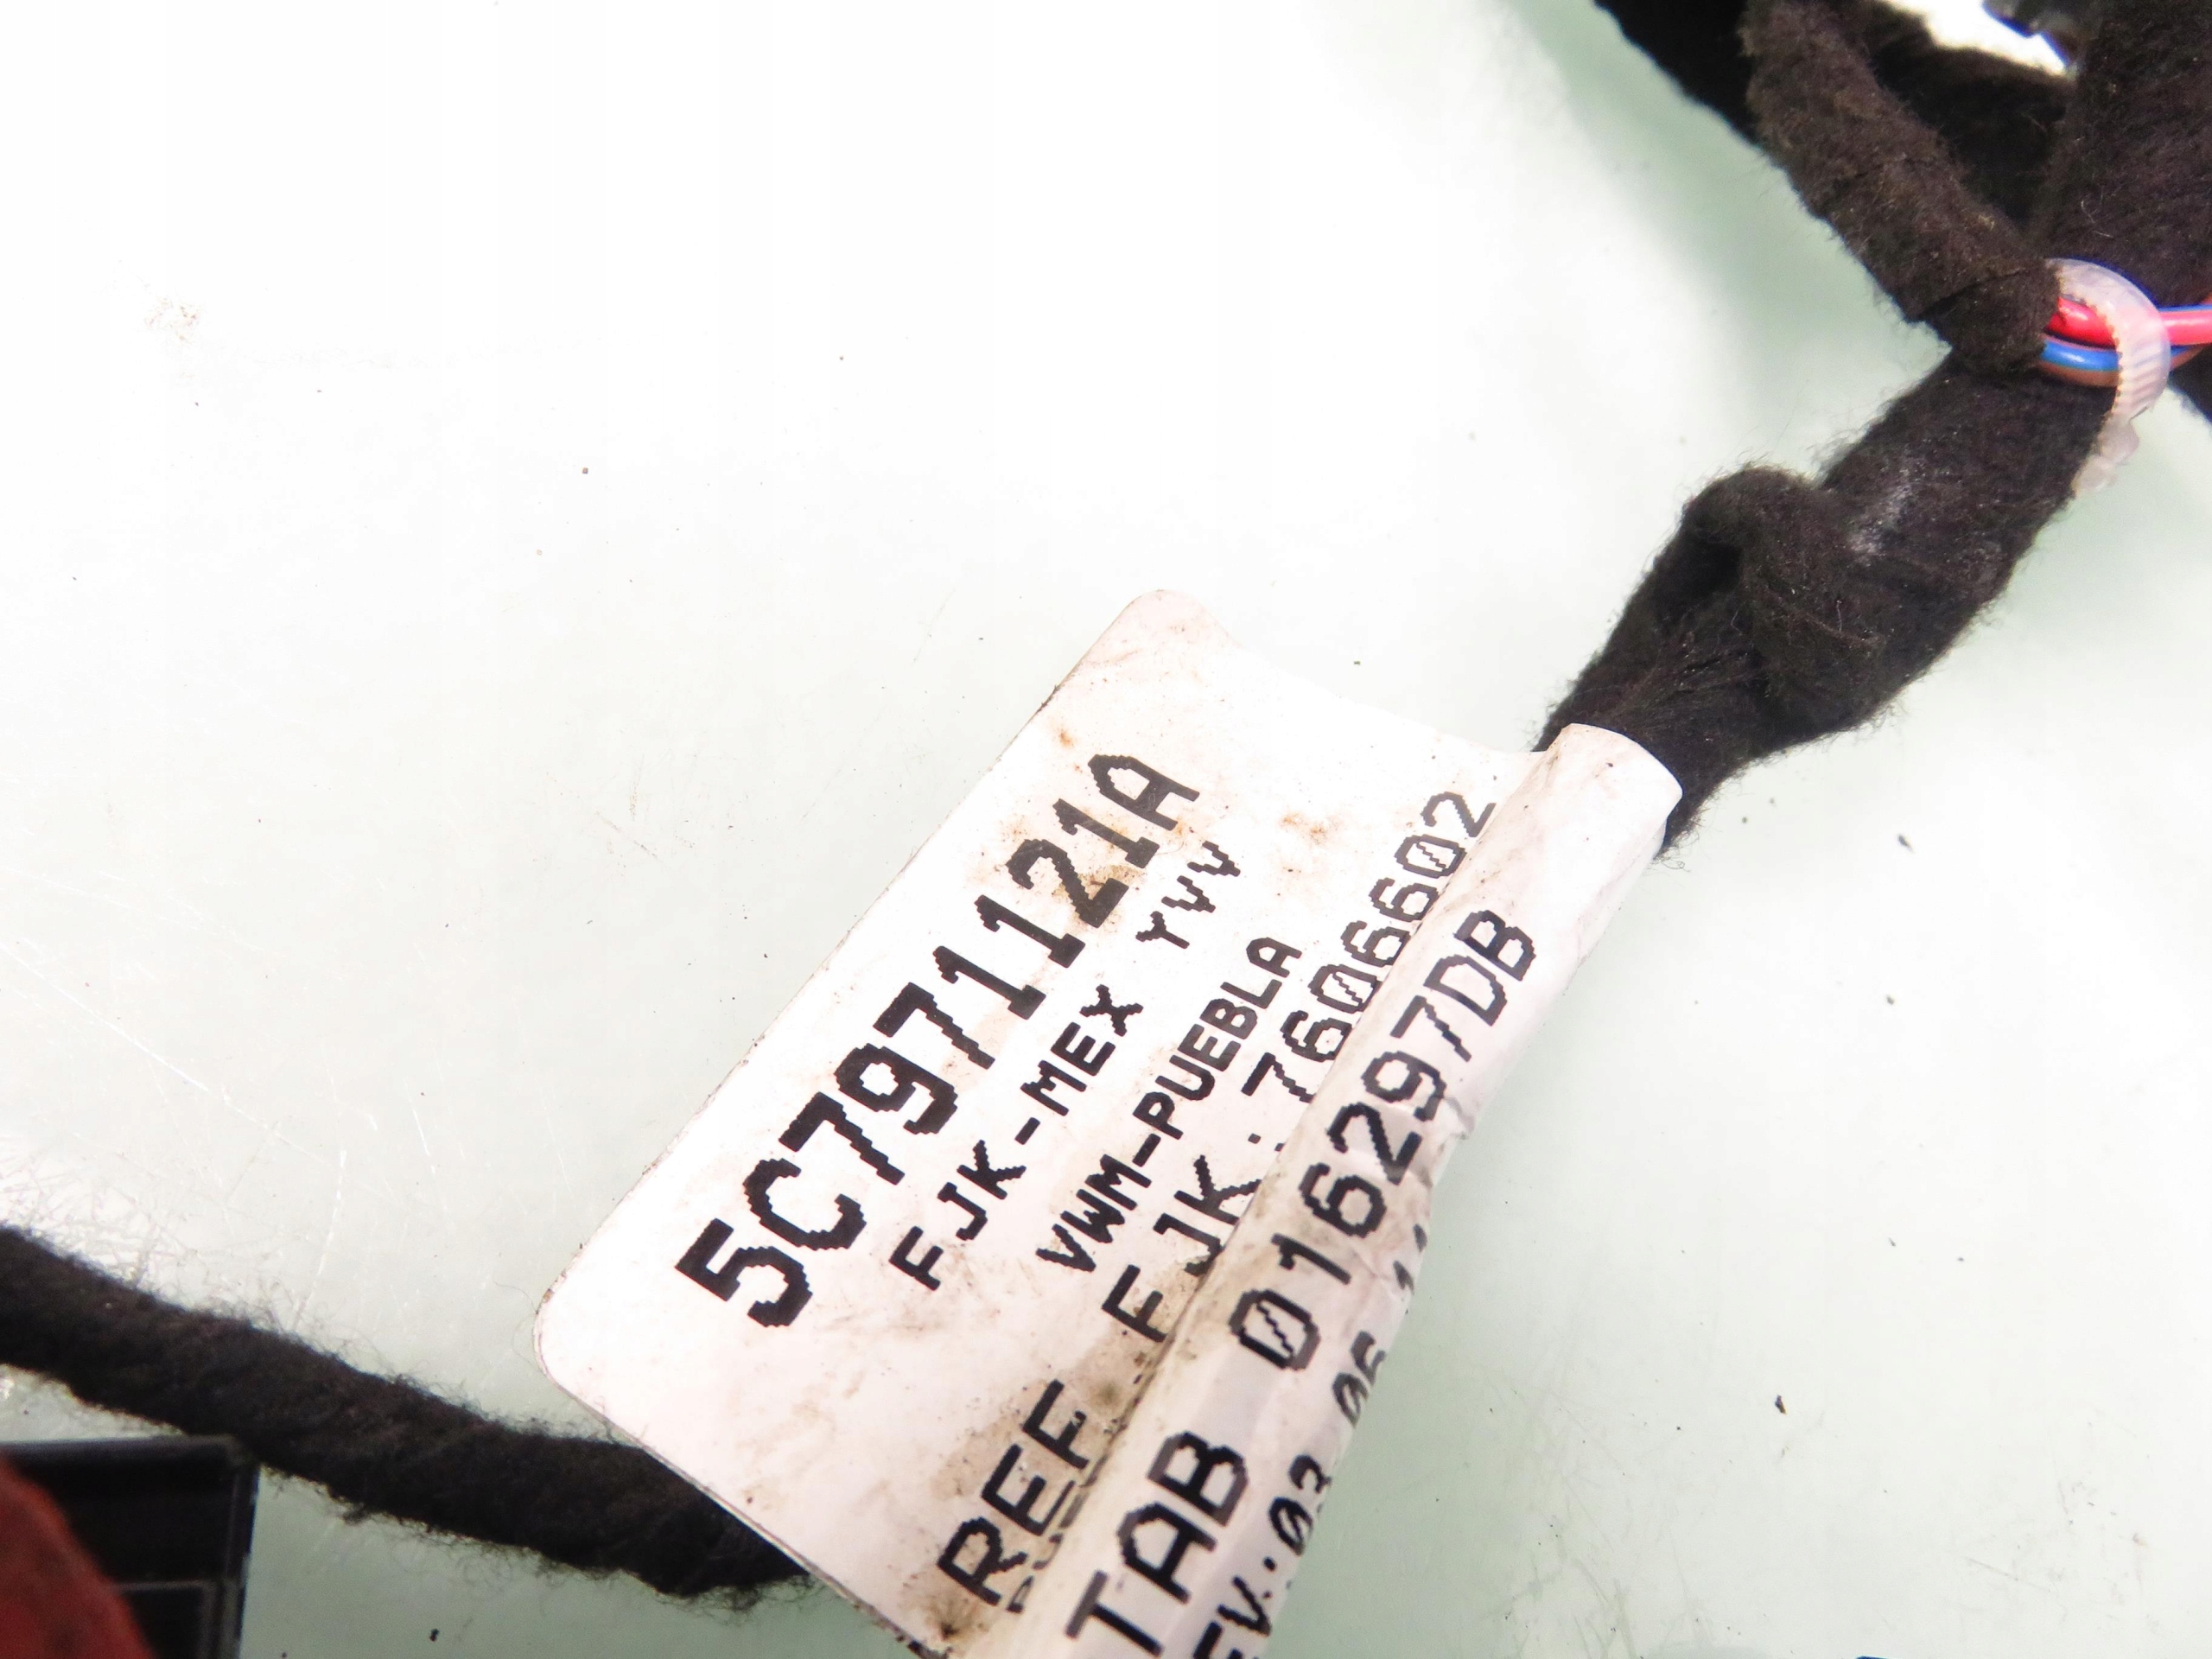 5C7971121A
FJK-MEX YVV
VWM-PUEBLA
REF FJK:7606602
TAB 016297DB